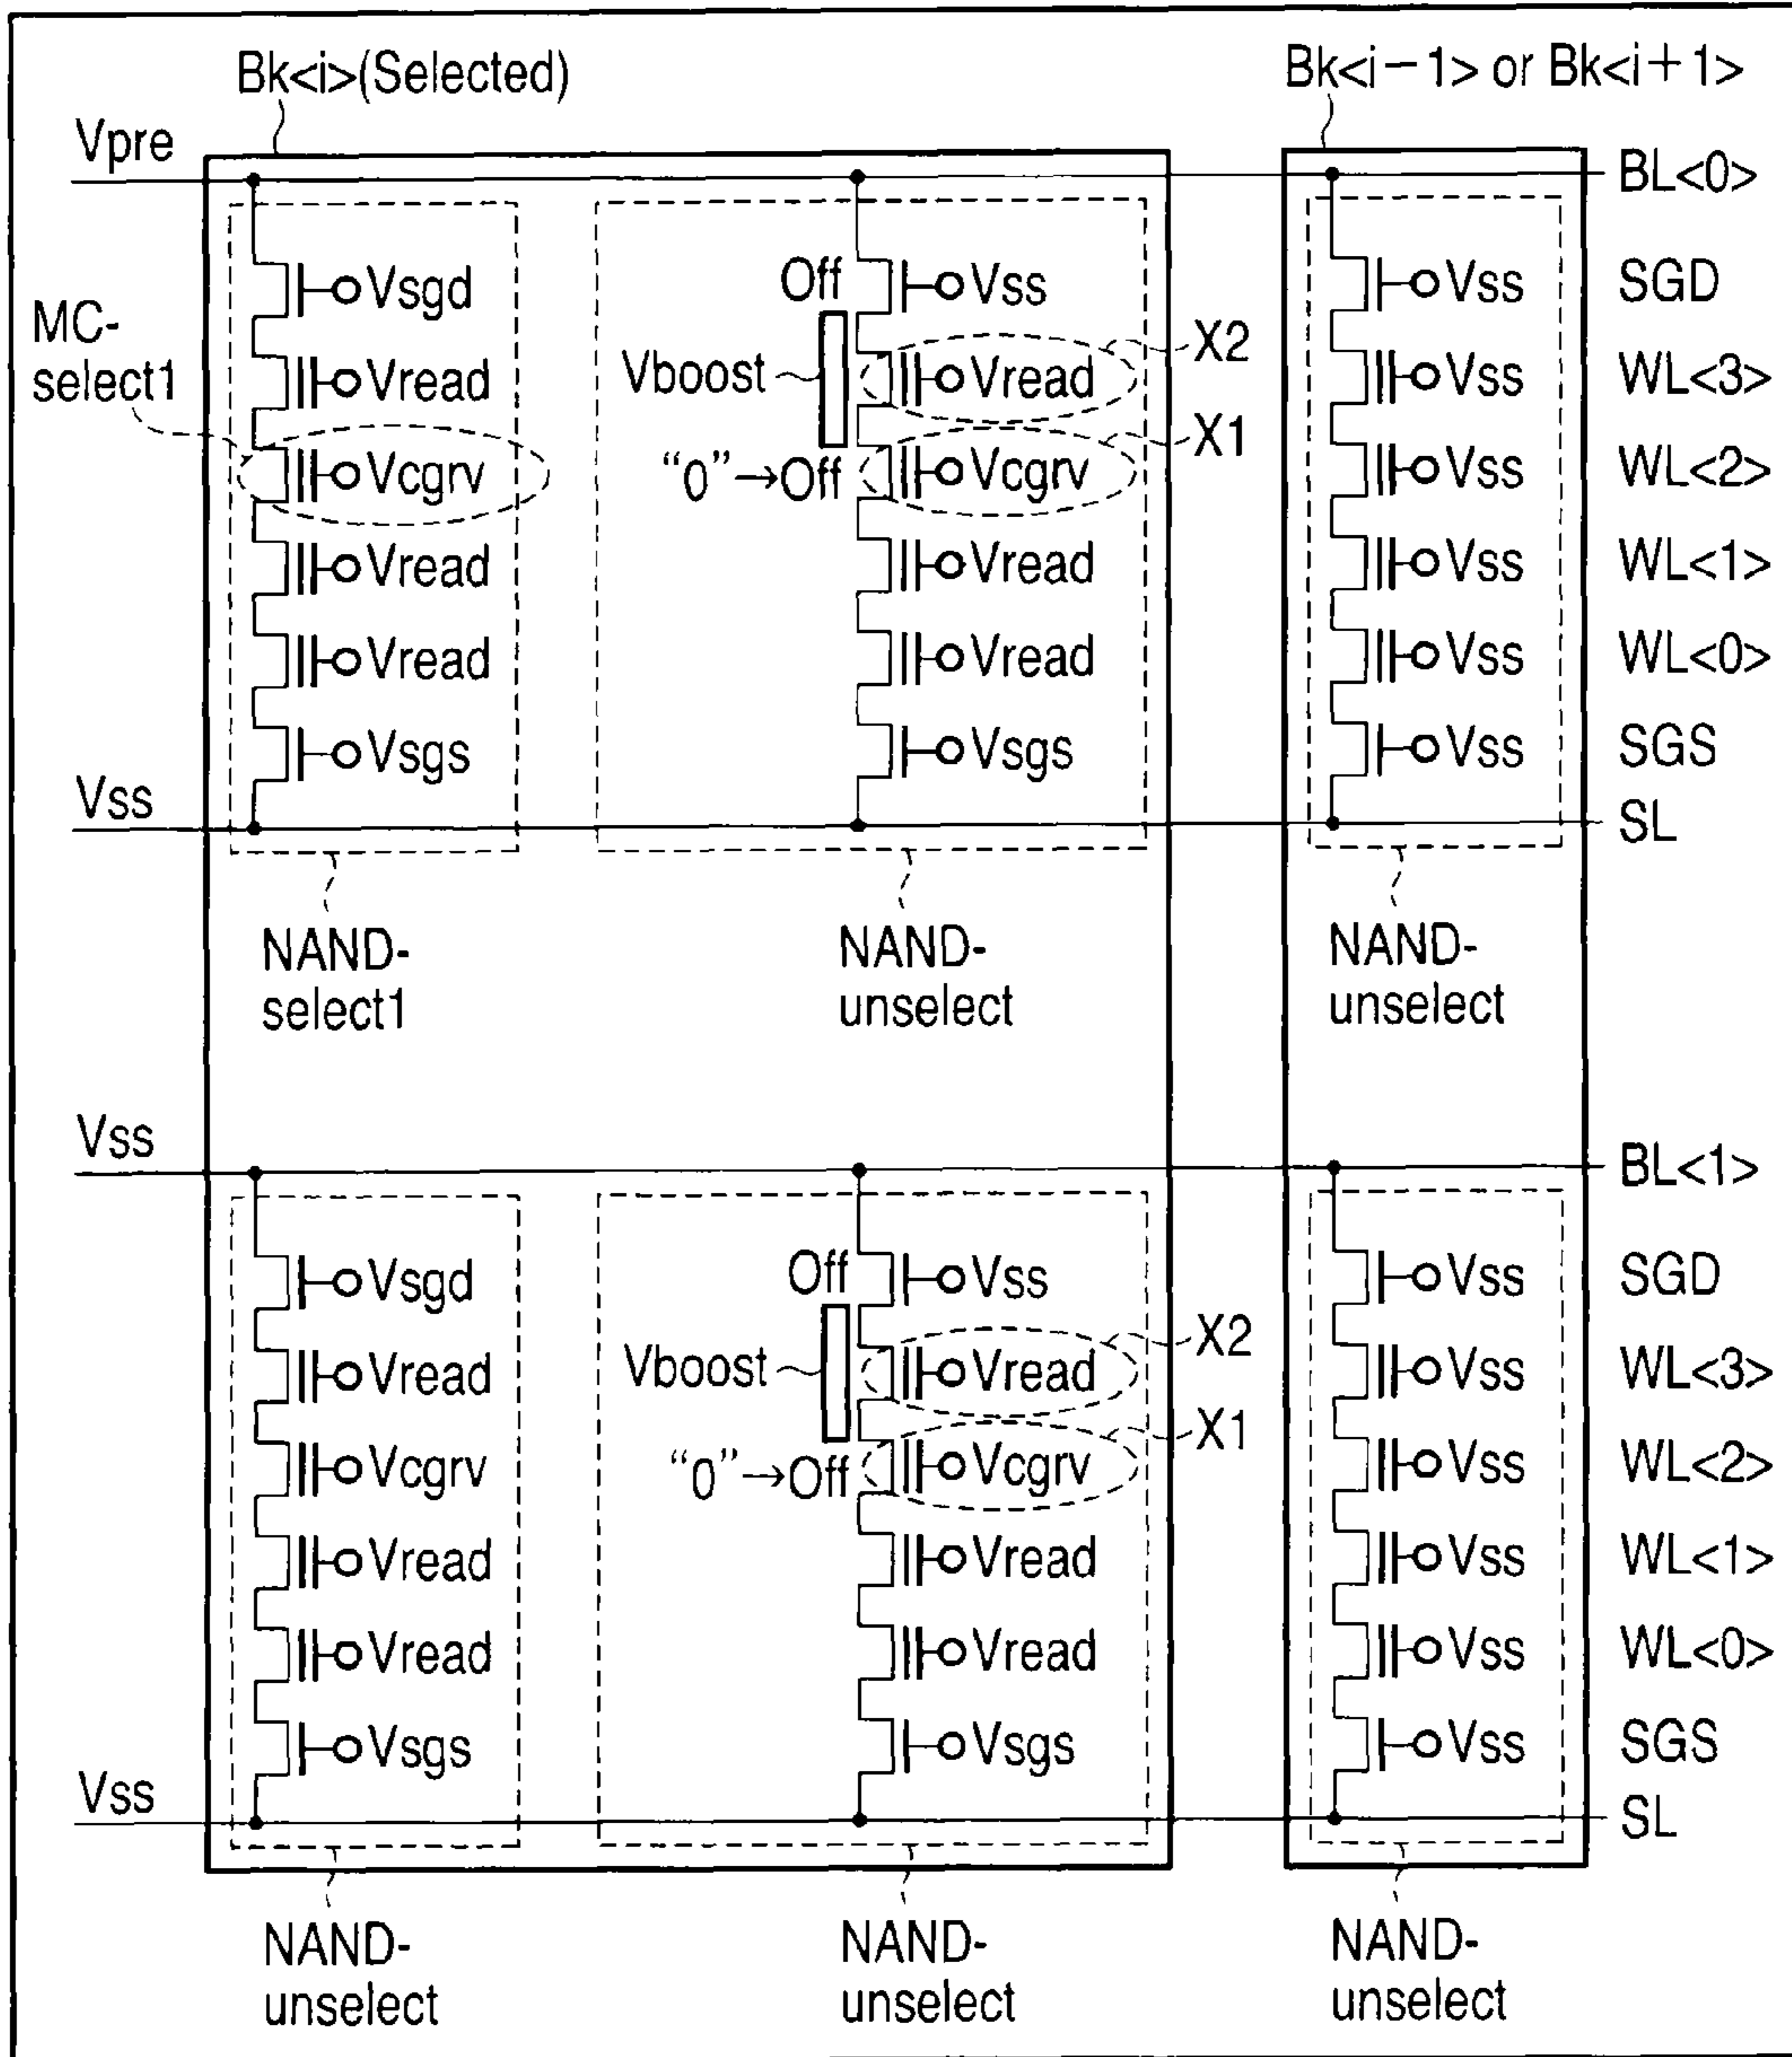 Bk<i>(Selected)
Bk<i−1> or Bk<i+1>
Vpre
BL<0>
Vsgd
Off
Vss
Vss
SGD
MC-
select1
X2
Vread
Vboost
Vread
Vss
WL<3>
X1
Vcgrv
“0”→Off
Vcgrv
Vss
WL<2>
Vread
Vread
Vss
WL<1>
Vread
Vread
Vss
WL<0>
Vsgs
Vsgs
Vss
SGS
Vss
SL
NAND-
select1
NAND-
unselect
NAND-
unselect
Vss
BL<1>
Vsgd
Off
Vss
Vss
SGD
X2
Vread
Vboost
Vread
Vss
WL<3>
X1
Vcgrv
“0”→Off
Vcgrv
Vss
WL<2>
Vread
Vread
Vss
WL<1>
Vread
Vread
Vss
WL<0>
Vsgs
Vsgs
Vss
SGS
Vss
SL
NAND-
unselect
NAND-
unselect
NAND-
unselect